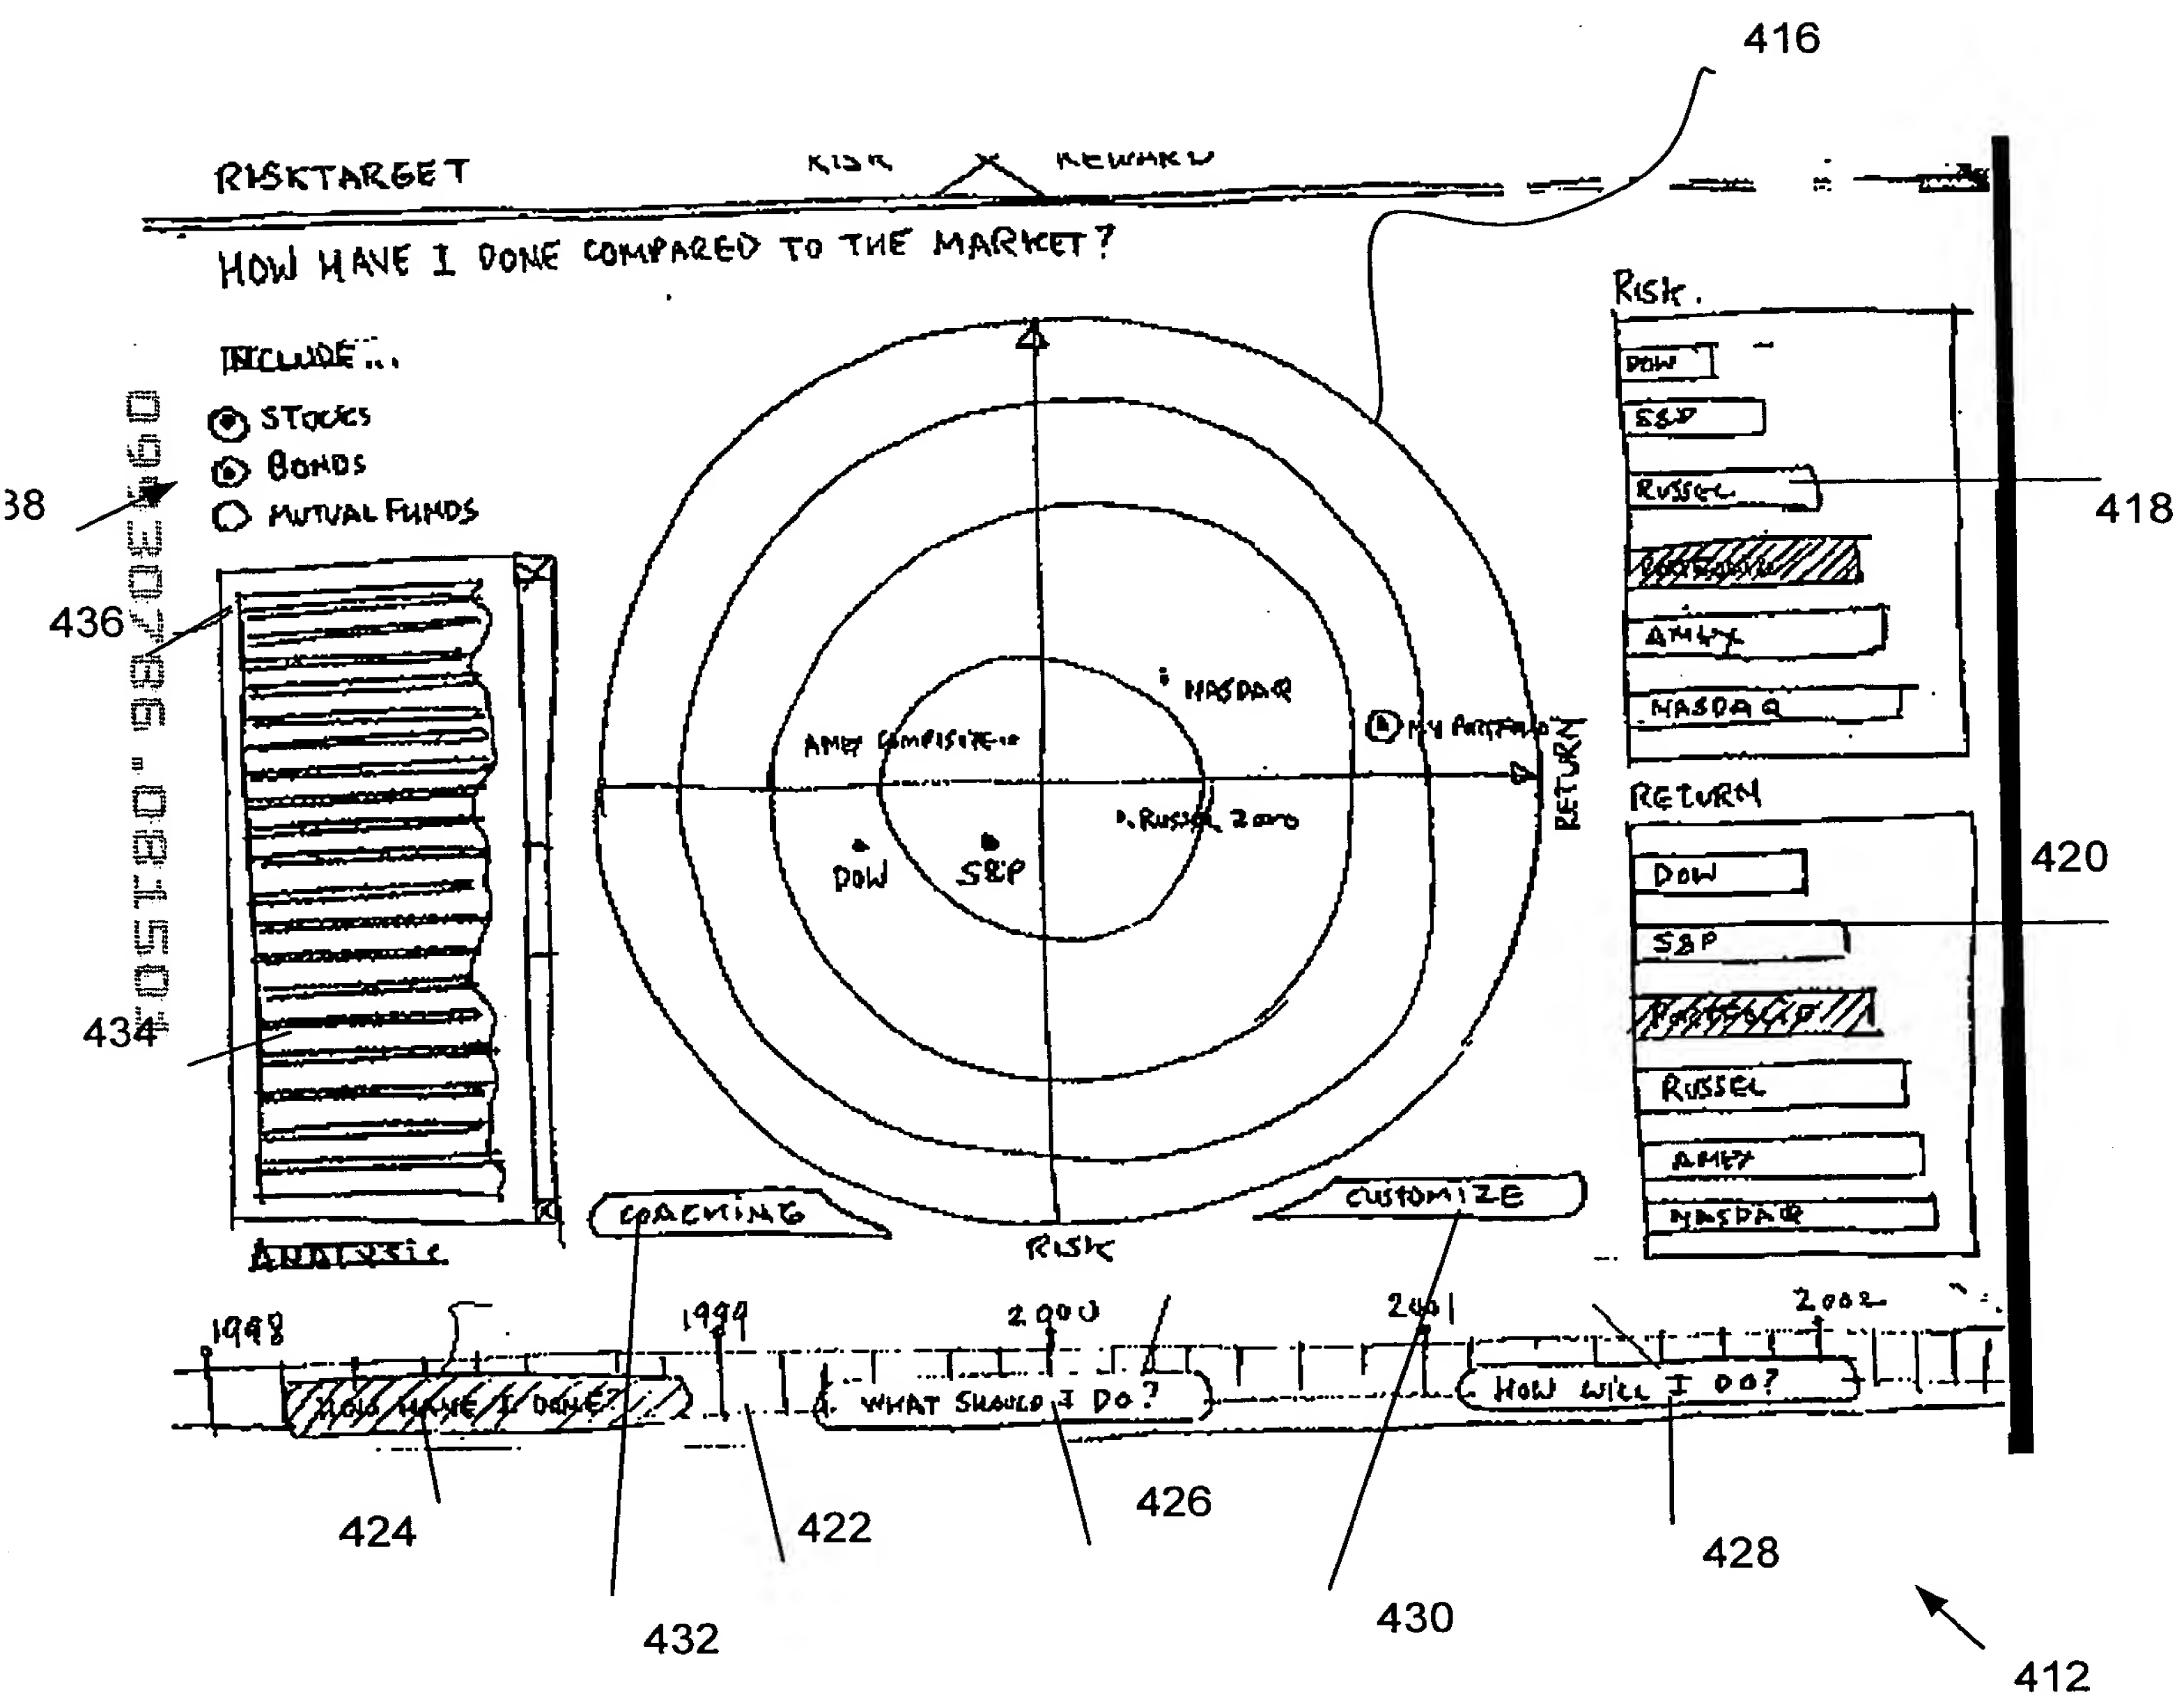 416
RISKTARGET
RISK REWARD
HOW HAVE I DONE COMPARED TO THE MARKET?
INCLUDE...
STOCKS
BONDS
MUTUAL FUNDS
38
436
434
NASDAQ
MY PORTFOLIO
AMEX COMPISITE
RETURN
RUSSEL 2000
DOW
S&P
RISK
COACHING
CUSTOMIZE
ANALYSIS
RISK.
DOW
S&P
RUSSEL
AMEX
NASDAQ
418
RETURN
420
DOW
S&P
PORTFOLIO
RUSSEL
AMEX
NASDAQ
1998
1999
2000
2001
2002
HOW HAVE I DONE?
WHAT SHOULD I DO?
HOW WILL I DO?
424
422
426
428
432
430
412